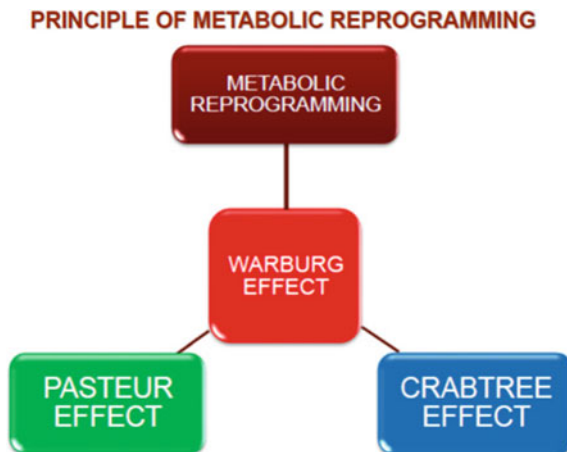 PRINCIPLE OF METABOLIC REPROGRAMMING
METABOLIC
REPROGRAMMING
WARBURG
EFFECT
PASTEUR
EFFECT
CRABTREE
EFFECT